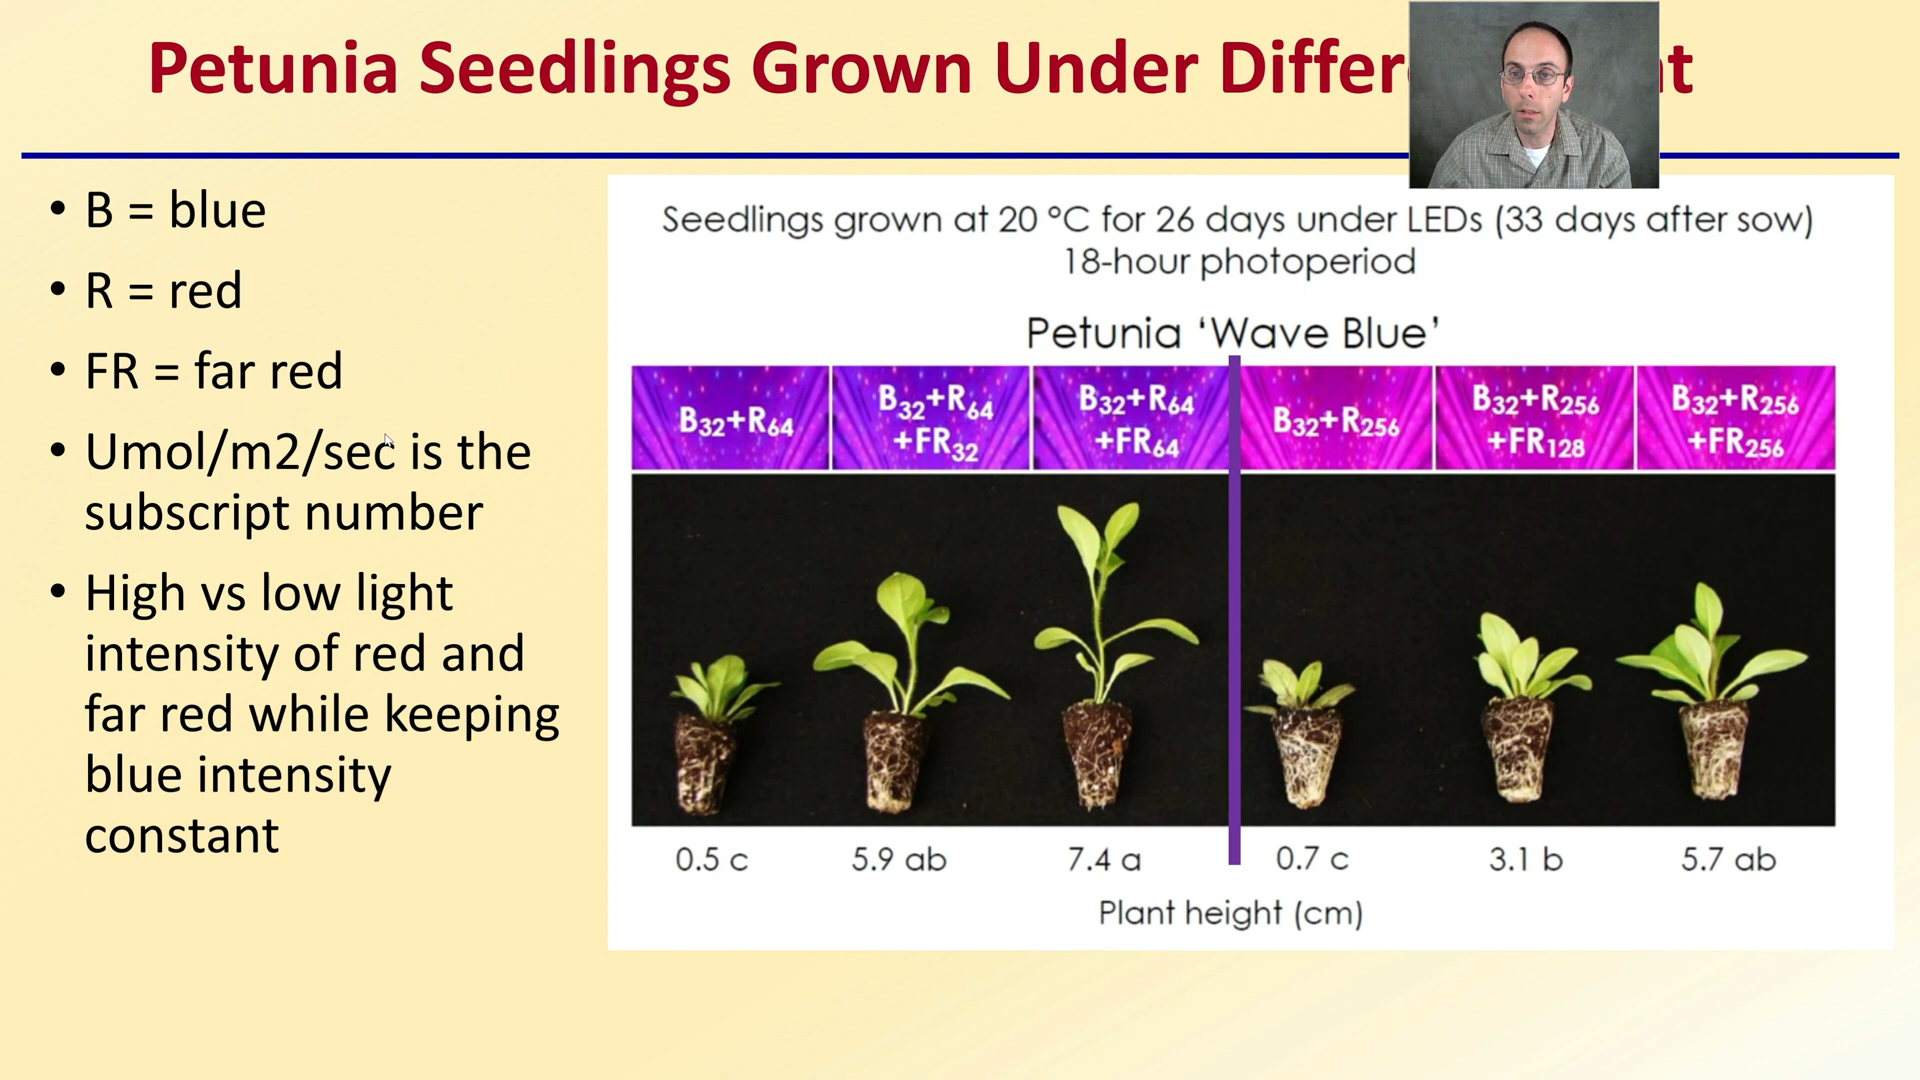 Petunia Seedlings Grown Under
• B = blue
• R = red
• FR = far red
• Umol/m2/sec is the
subscript number
• High vs low light
intensity of red and
far red while keeping
blue intensity
constant
Seedlings grown at 20 °C for 26 days under LEDs (33 days after sow)
18-hour photoperiod
Petunia ‘Wave Blue’
B32+R64
B32+R64
+FR32
B32+R64
+FR64
B32+R256
B32+R256
+FR128
B32+R256
+FR256
0.5 c 5.9 ab 7.4 a 0.7 c 3.1 b 5.7 ab
Plant height (cm)